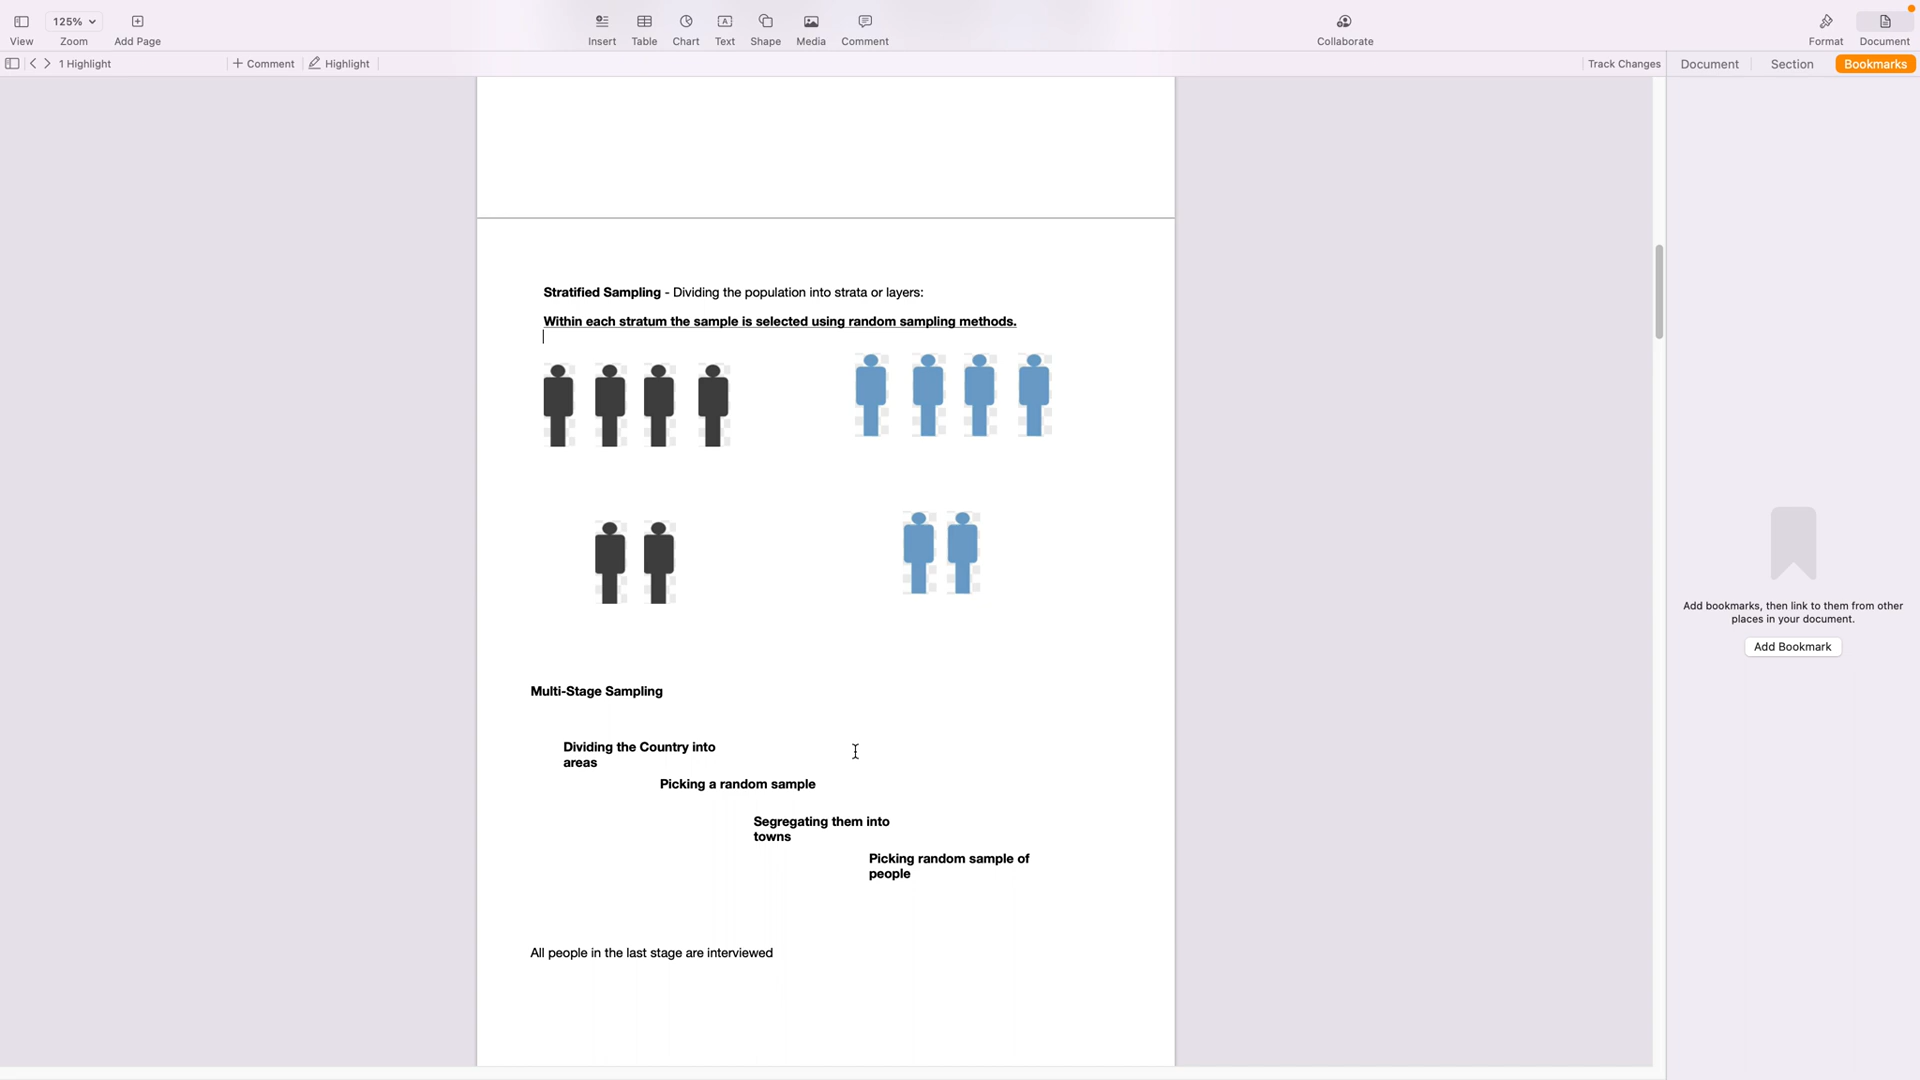 125%
View
Zoom
Add Page
Insert
Table
Chart
Text
Shape
Media
Comment
Collaborate
Format
Document
1 Highlight
+ Comment
Highlight
Track Changes
Document
Section
Bookmarks
Stratified Sampling - Dividing the population into strata or layers:
Within each stratum the sample is selected using random sampling methods.
Add bookmarks, then link to them from other
places in your document.
Add Bookmark
Multi-Stage Sampling
Dividing the Country into
areas
Picking a random sample
Segregating them into
towns
Picking random sample of
people
All people in the last stage are interviewed